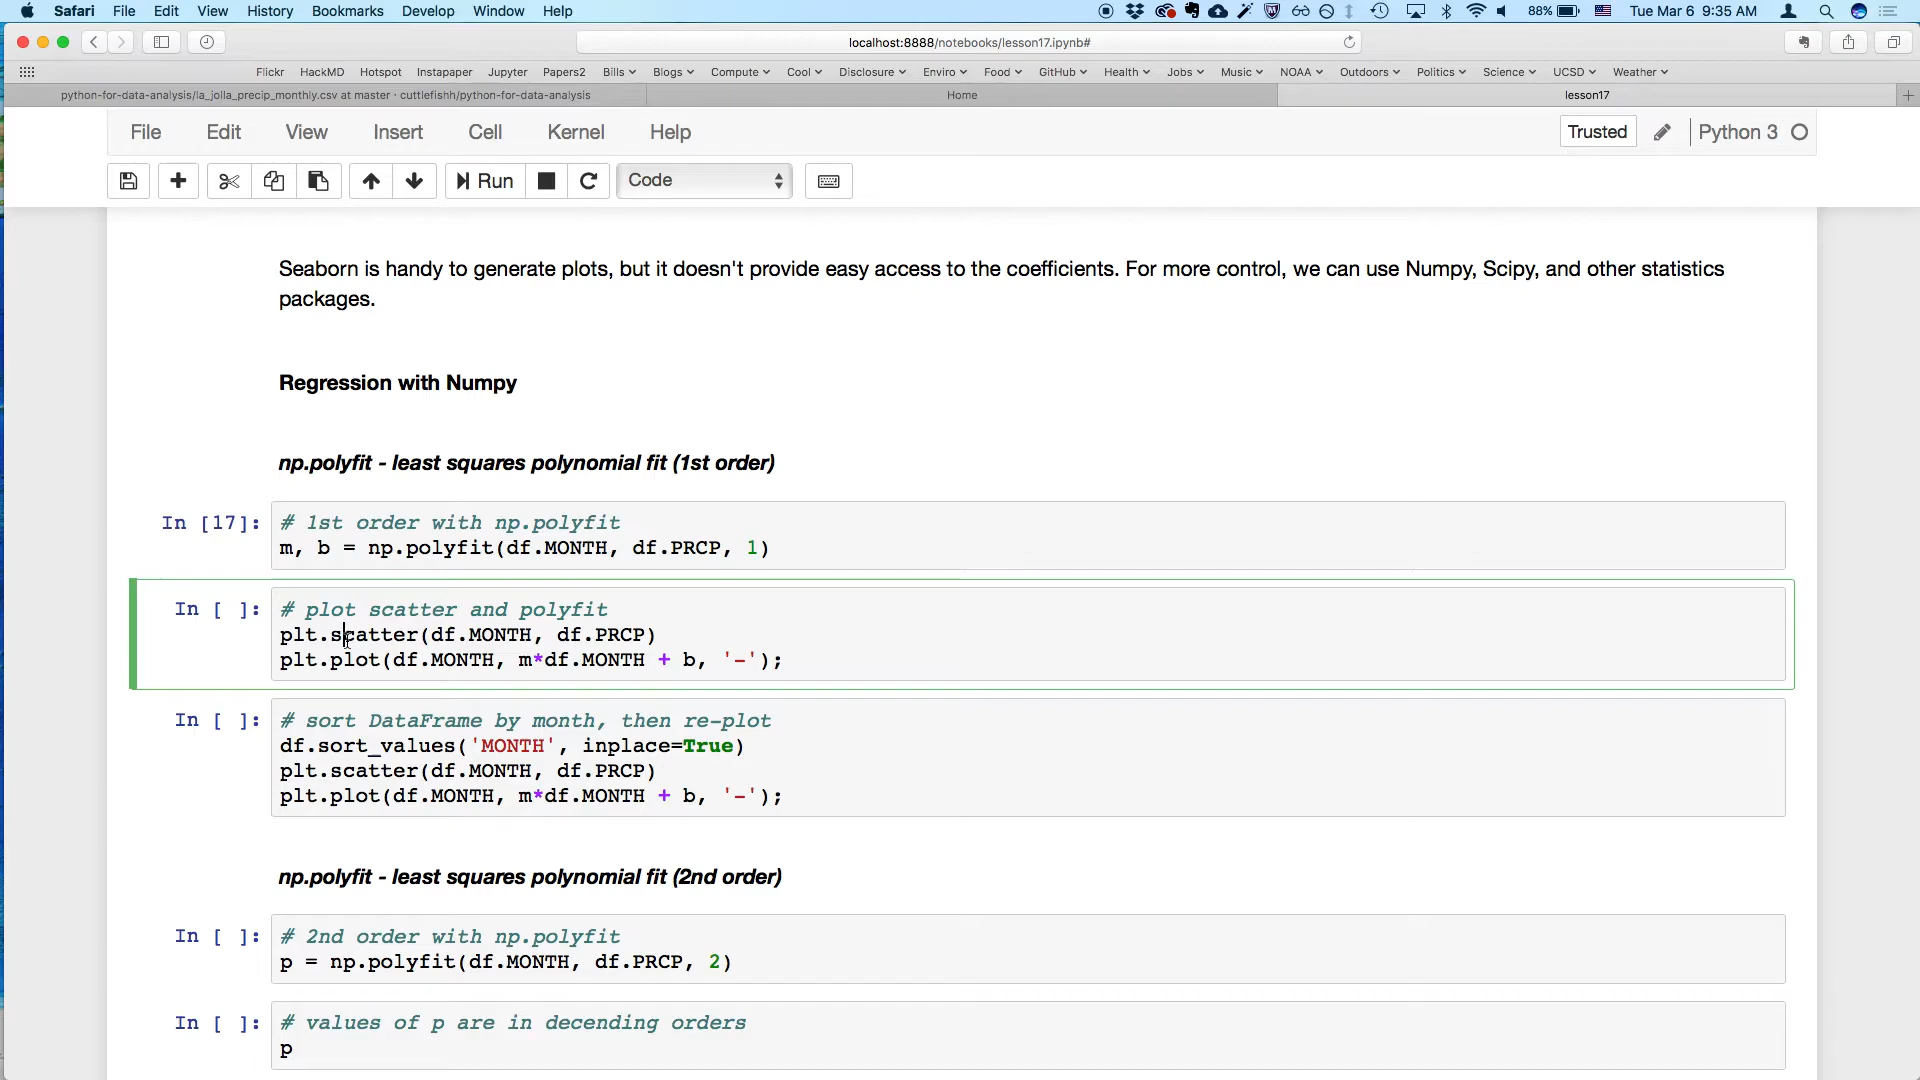 Safari File Edit View History Bookmarks Develop Window Help 88% Tue Mar 6 9:35 AM
localhost:8888/notebooks/lesson17.ipynb#
Flickr HackMD Hotspot Instapaper Jupyter Papers2 Bills Blogs Compute Cool Disclosure Enviro Food GitHub Health Jobs Music NOAA Outdoors Politics Science UCSD Weather
python-for-data-analysis/la_jolla_precip_monthly.csv at master · cuttlefishh/python-for-data-analysis Home lesson17
File Edit View Insert Cell Kernel Help Trusted Python 3
Run Code
Seaborn is handy to generate plots, but it doesn't provide easy access to the coefficients. For more control, we can use Numpy, Scipy, and other statistics
packages.
Regression with Numpy
np.polyfit - least squares polynomial fit (1st order)
In [17]: # 1st order with np.polyfit
m, b = np.polyfit(df.MONTH, df.PRCP, 1)
In [ ]: # plot scatter and polyfit
plt.scatter(df.MONTH, df.PRCP)
plt.plot(df.MONTH, m*df.MONTH + b, '-');
In [ ]: # sort DataFrame by month, then re-plot
df.sort_values('MONTH', inplace=True)
plt.scatter(df.MONTH, df.PRCP)
plt.plot(df.MONTH, m*df.MONTH + b, '-');
np.polyfit - least squares polynomial fit (2nd order)
In [ ]: # 2nd order with np.polyfit
p = np.polyfit(df.MONTH, df.PRCP, 2)
In [ ]: # values of p are in decending orders
p